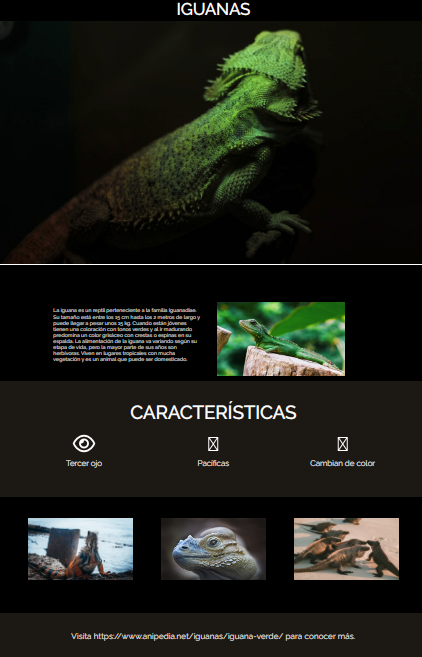 IGUANAS
La iguana es un reptil perteneciente a la familia Iguanadiae.
Su tamaño está entre los 15 cm hasta los 2 metros de largo y
puede llegar a pesar unos 15 kg. Cuando están jóvenes
tienen una coloración con tonos verdes y al ir madurando
predomina un color grisáceo con crestas o espinas en su
espalda. La alimentación de la iguana va variando según su
etapa de vida, pero la mayor parte de sus años son
herbívoras. Viven en lugares tropicales con mucha
vegetación y es un animal que puede ser domesticado.
CARACTERÍSTICAS
Tercer ojo
Pacíficas
Cambian de color
Visita https://www.anipedia.net/iguanas/iguana-verde/ para conocer más.